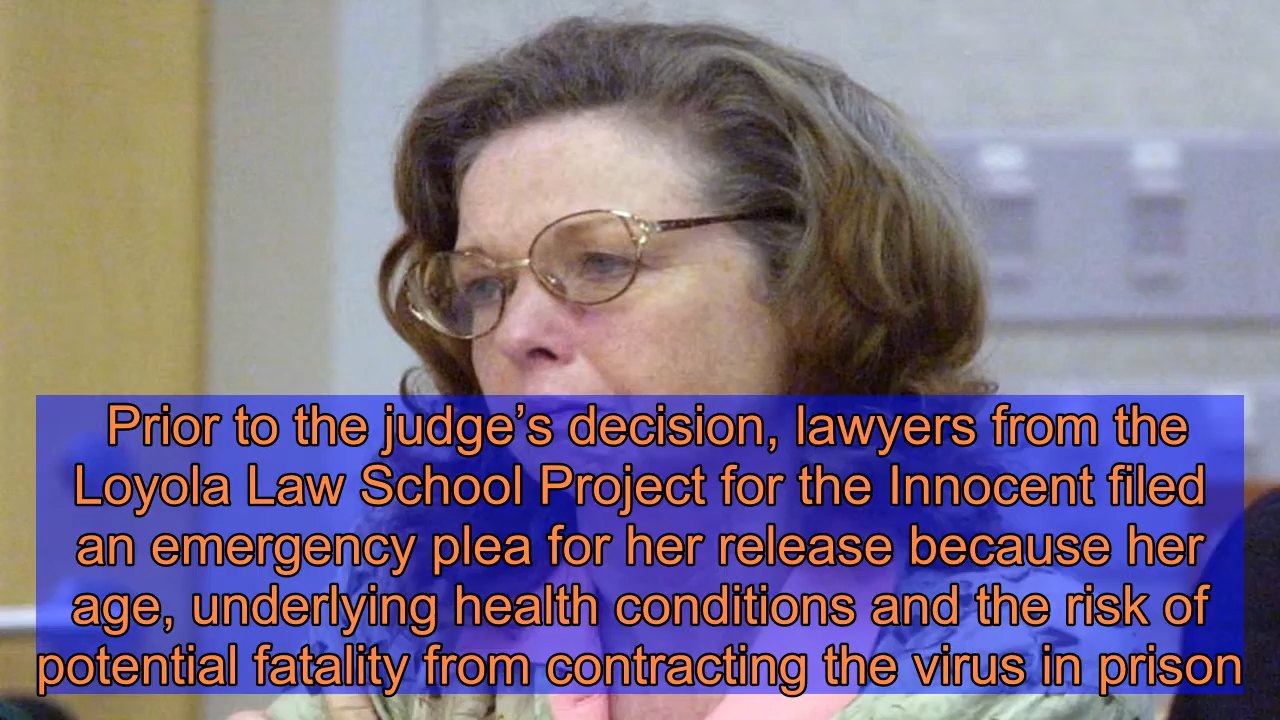 Prior to the judge’s decision, lawyers from the
Loyola Law School Project for the Innocent filed
an emergency plea for her release because her
age, underlying health conditions and the risk of
potential fatality from contracting the virus in prison